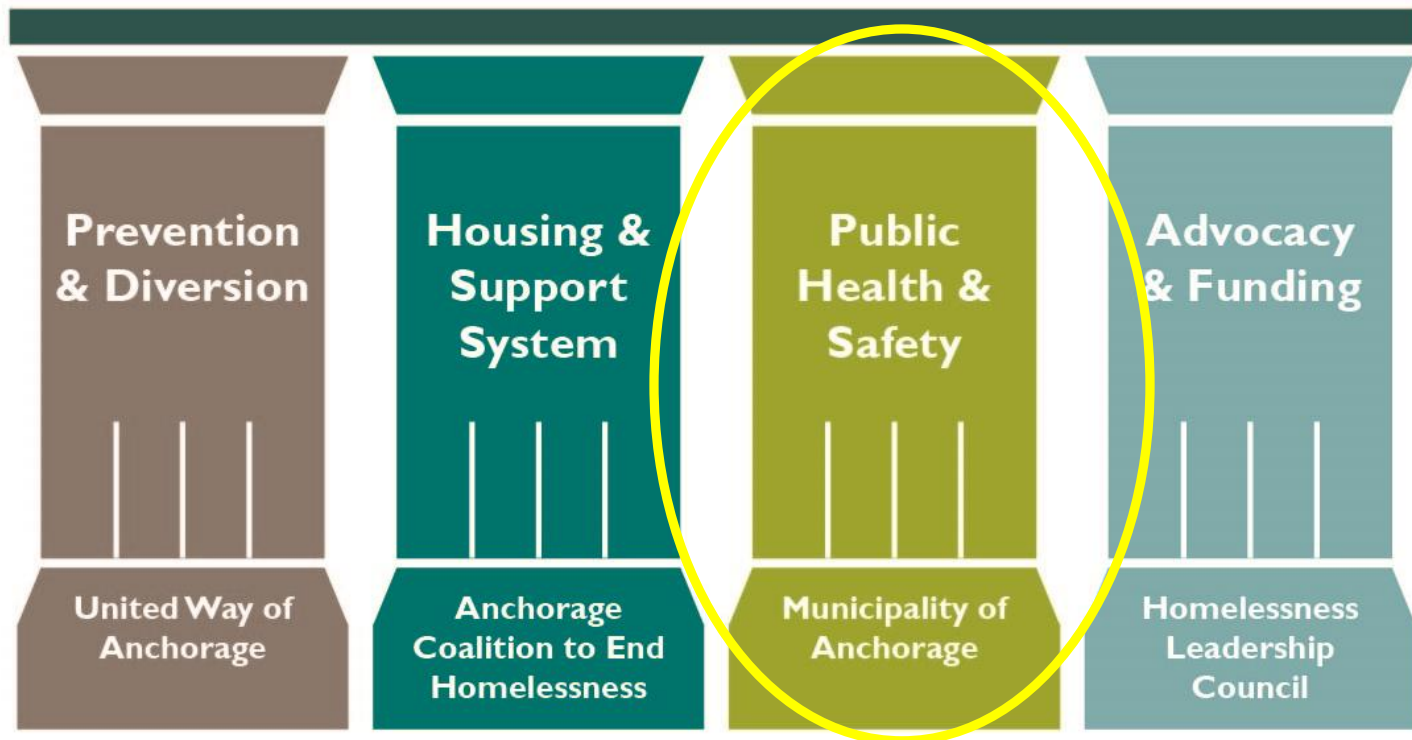 Prevention
& Diversion
Housing &
Support
System
Public
Health &
Safety
Advocacy
& Funding
United Way of
Anchorage
Anchorage
Coalition to End
Homelessness
Municipality of
Anchorage
Homelessness
Leadership
Council